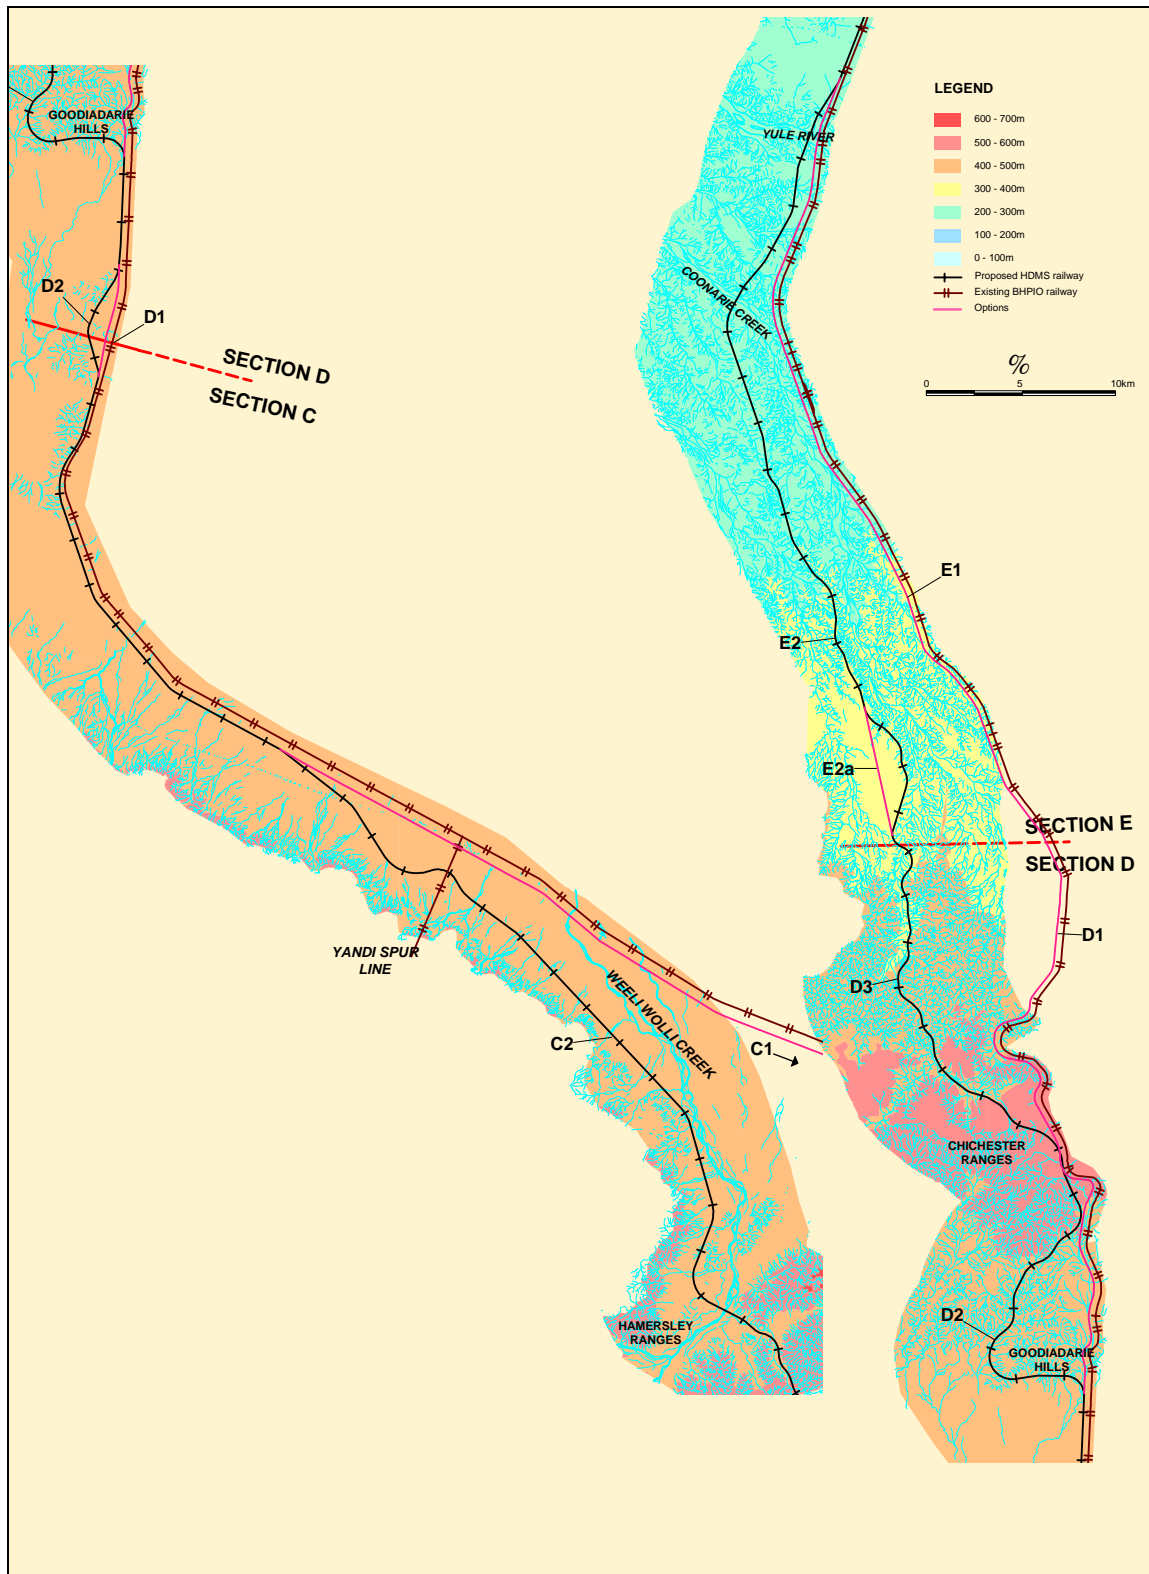 GOODIADARIE
HILLS
D2
D1
SECTION D
SECTION C
YULE RIVER
COONARIE CREEK
LEGEND
600 - 700m
500 - 600m
400 - 500m
300 - 400m
200 - 300m
100 - 200m
0 - 100m
Proposed HDMS railway
Existing BHPIO railway
Options
%
0 5 10km
E1
E2
E2a
SECTION E
SECTION D
D1
D3
YANDI SPUR
LINE
WEELI WOLLI CREEK
C2
C1
CHICHESTER
RANGES
HAMERSLEY
RANGES
D2
GOODIADARIE
HILLS